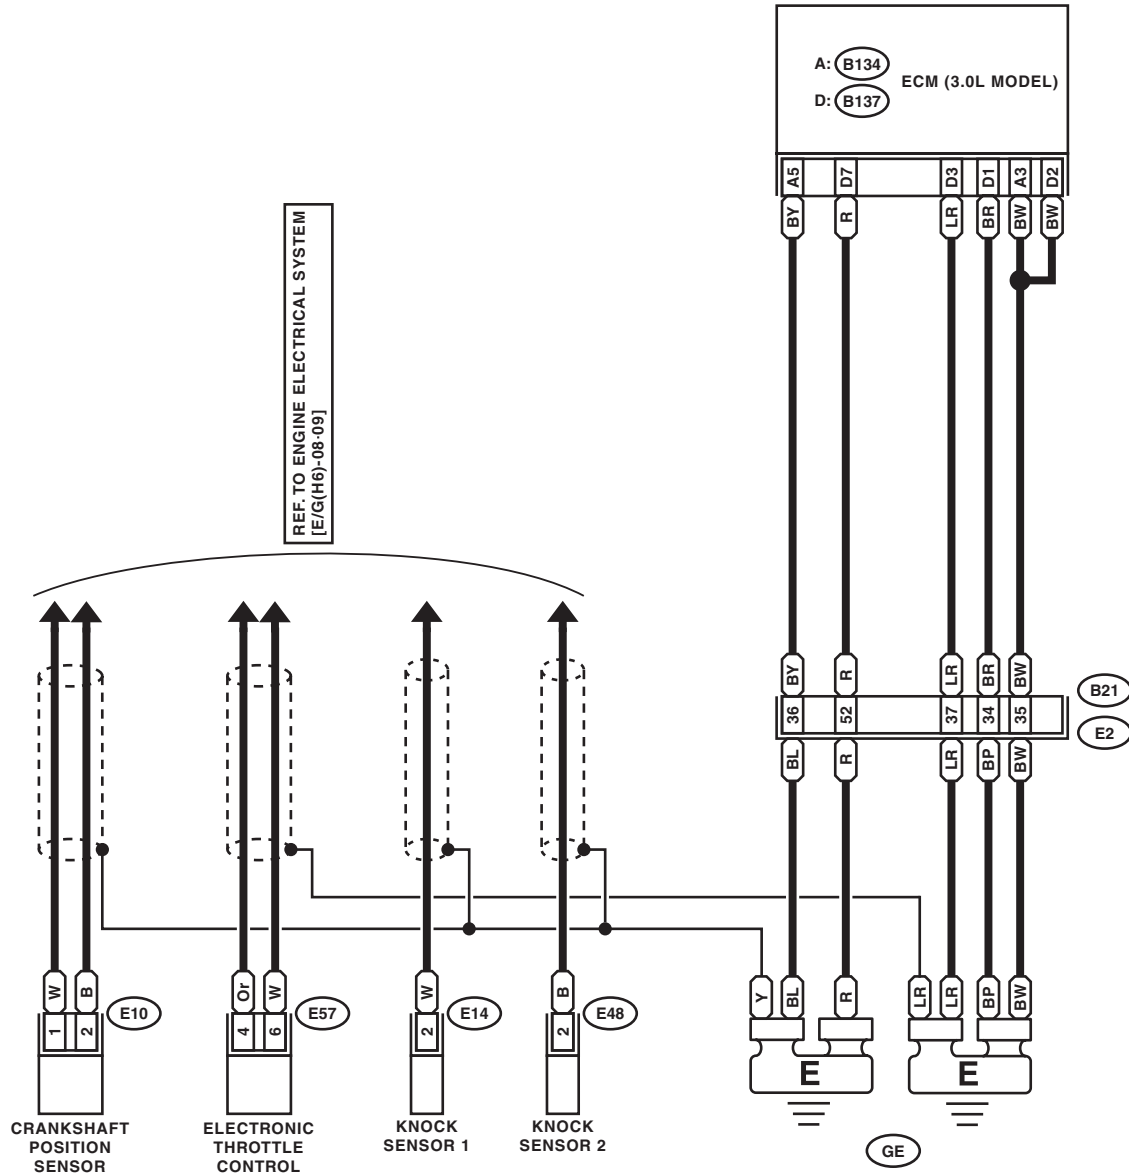 A: B134
ECM (3.0L MODEL)
D: B137
A5 D7 D3 D1 A3 D2
BY R LR BR BW BW
REF. TO ENGINE ELECTRICAL SYSTEM
[E/G(H6)-08·09]
BY R LR BR BW
B21
36 52 37 34 35
E2
BL R LR BP BW
W B Or W W B Y BL R LR LR BP BW
E10 E57 E14 E48
1 2 4 6 2 2
E E
CRANKSHAFT
POSITION
SENSOR
ELECTRONIC
THROTTLE
CONTROL
KNOCK
SENSOR 1
KNOCK
SENSOR 2
GE